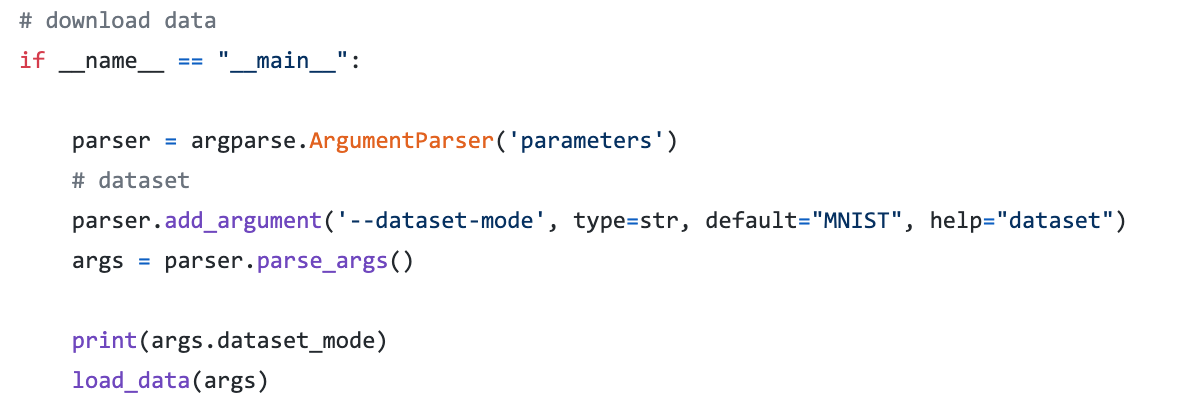 # download data
if __name__ == "__main__":
parser = argparse.ArgumentParser('parameters')
# dataset
parser.add_argument('--dataset-mode', type=str, default="MNIST", help="dataset")
args = parser.parse_args()
print(args.dataset_mode)
load_data(args)